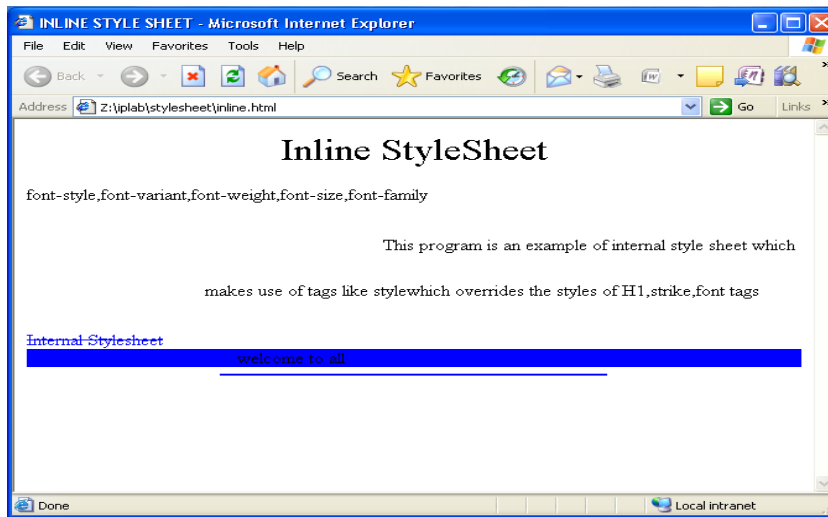 INLINE STYLE SHEET - Microsoft Internet Explorer
File Edit View Favorites Tools Help
Back Search Favorites
Address Z:\iplab\stylesheet\inline.html Go Links
Inline StyleSheet
font-style,font-variant,font-weight,font-size,font-family
This program is an example of internal style sheet which
makes use of tags like stylewhich overrides the styles of H1,strike,font tags
Internal Stylesheet
welcome to all
Done Local intranet